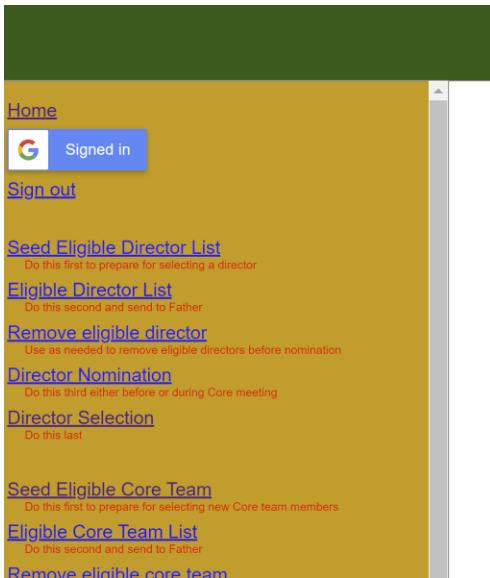 Home
Signed in
Sign out
Seed Eligible Director List
Do this first to prepare for selecting a director
Eligible Director List
Do this second and send to Father
Remove eligible director
Use as needed to remove eligible directors before nomination
Director Nomination
Do this third either before or during Core meeting
Director Selection
Do this last
Seed Eligible Core Team
Do this first to prepare for selecting new Core team members
Eligible Core Team List
Do this second and send to Father
Remove eligible core team